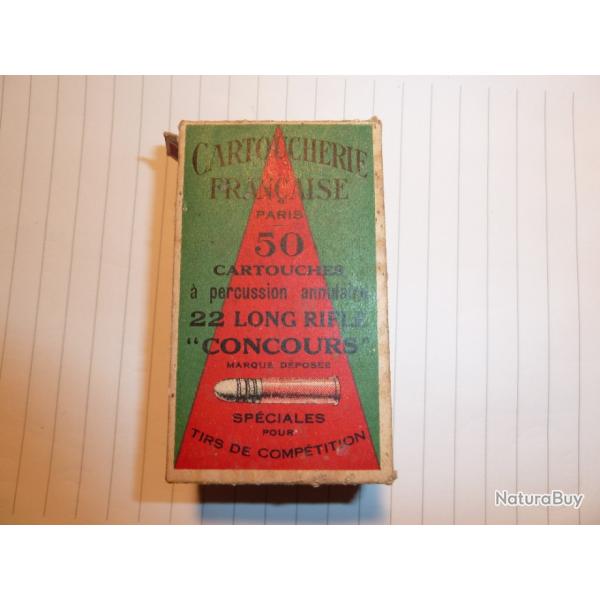 CARTOUCHERIE
FRANÇAISE
PARIS
50
CARTOUCHES
à percussion annulaire
22 LONG RIFLE
"CONCOURS"
MARQUE DÉPOSÉE
SPÉCIALES
POUR
TIRS DE COMPÉTITION
NaturaBuy